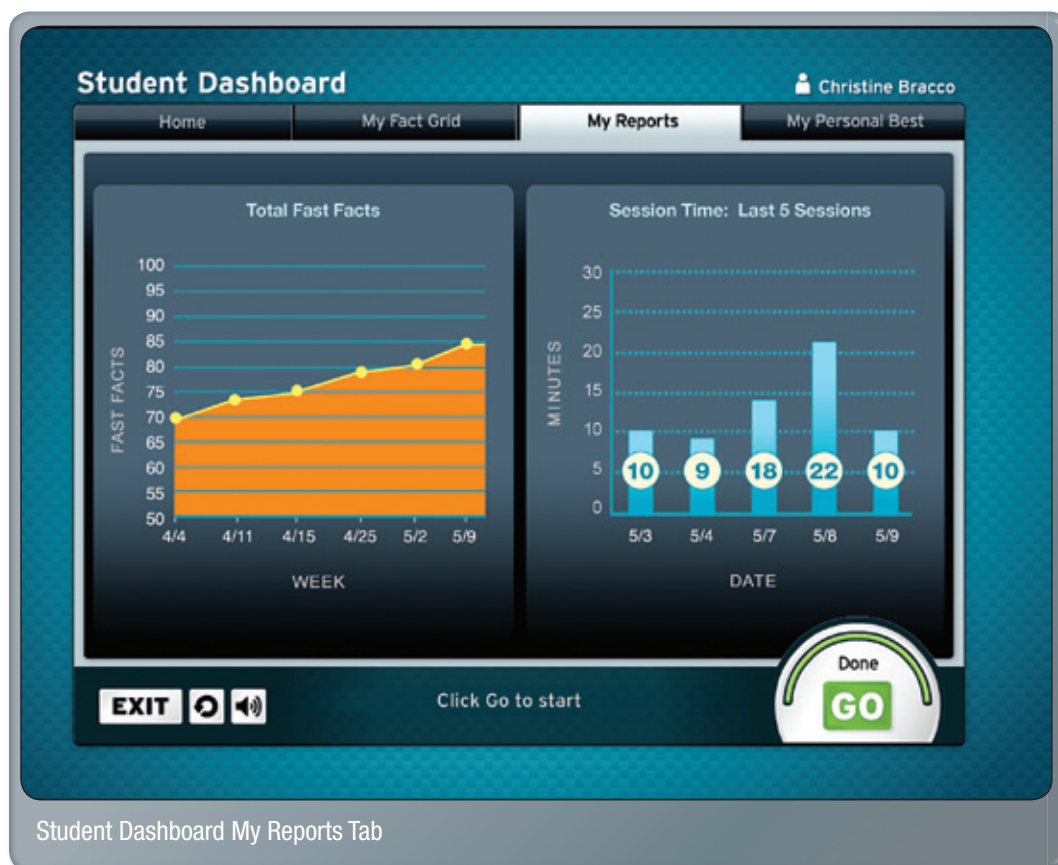 Student Dashboard
Christine Bracco
Home
My Fact Grid
My Reports
My Personal Best
Total Fast Facts
FAST FACTS
100
95
90
85
80
75
70
65
60
55
50
4/4 4/11 4/15 4/25 5/2 5/9
WEEK
Session Time: Last 5 Sessions
MINUTES
30
25
20
15
10
5
0
10 9 18 22 10
5/3 5/4 5/7 5/8 5/9
DATE
EXIT
Click Go to start
Done
GO
Student Dashboard My Reports Tab